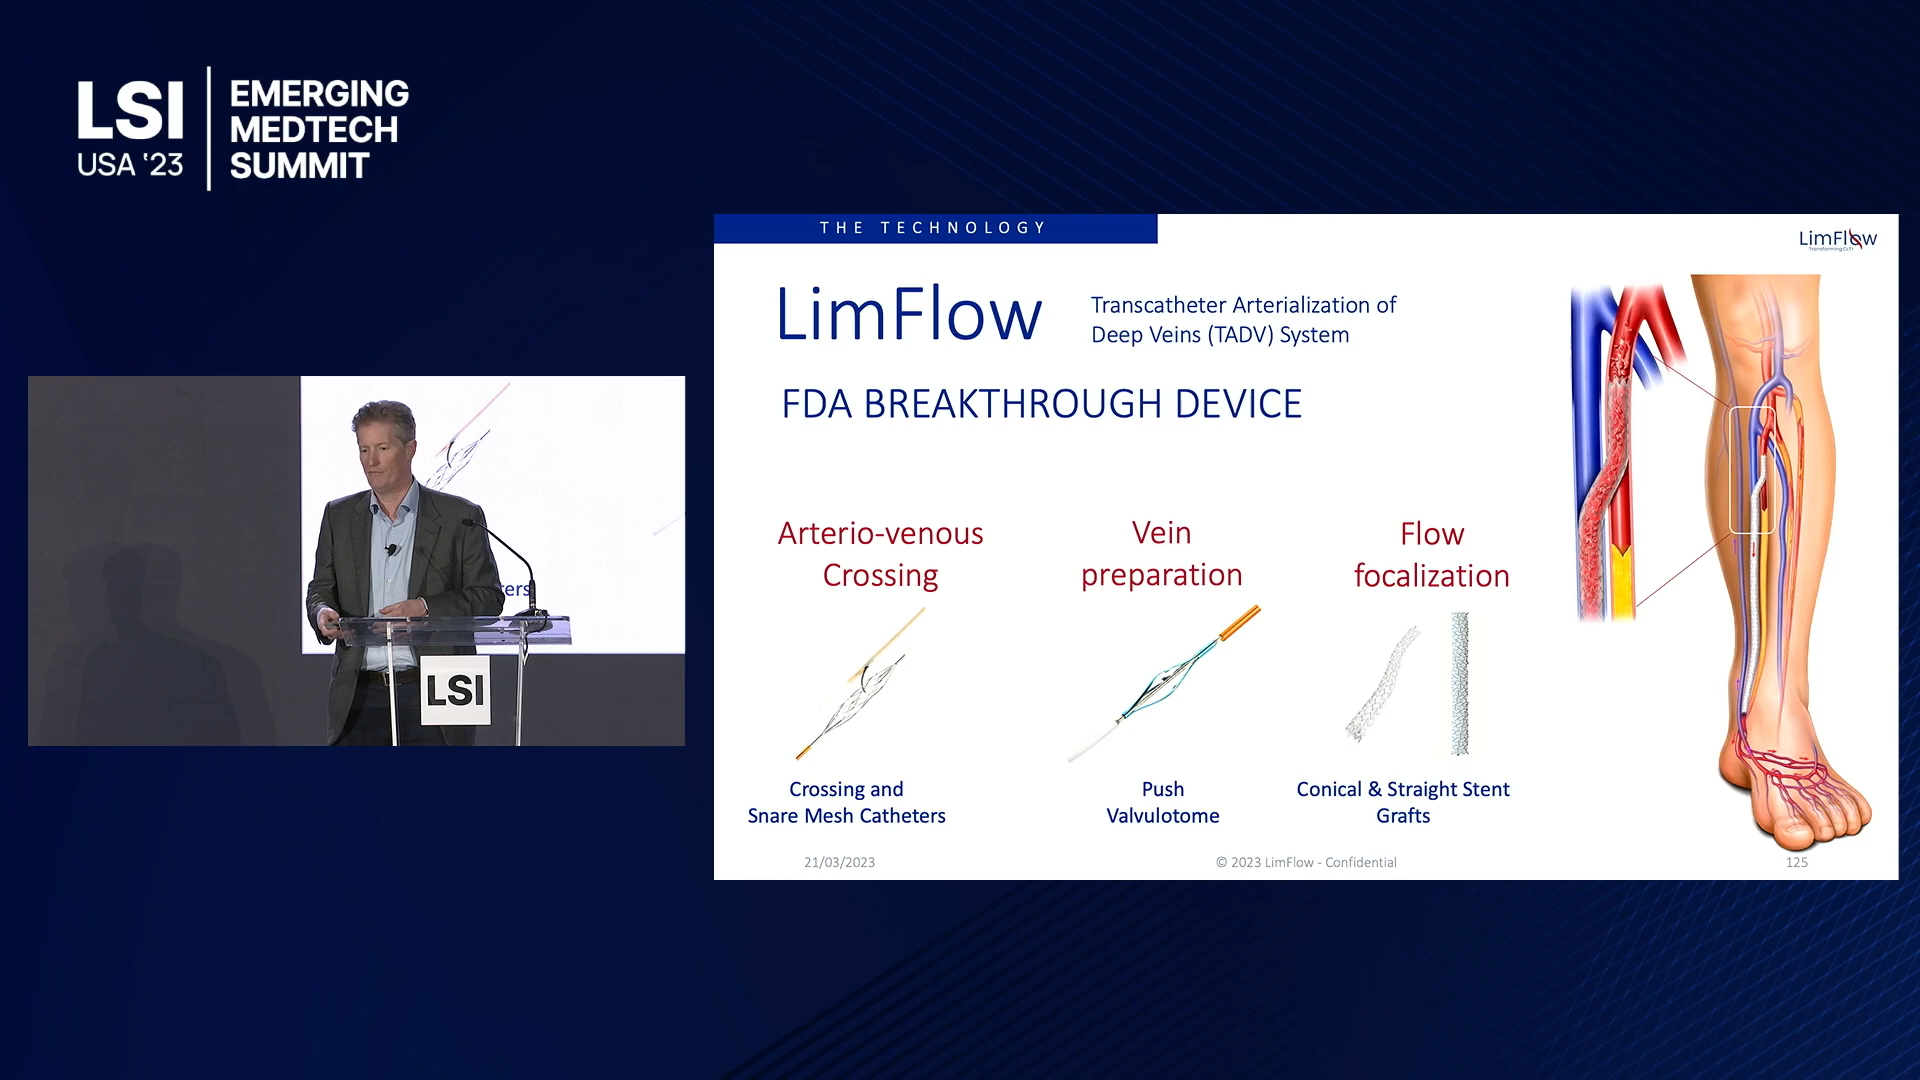 LSI
USA '23
EMERGING
MEDTECH
SUMMIT
THE TECHNOLOGY
LimFlow
LimFlow
Transcatheter Arterialization of
Deep Veins (TADV) System
FDA BREAKTHROUGH DEVICE
Arterio-venous
Crossing
Vein
preparation
Flow
focalization
Crossing and
Snare Mesh Catheters
Push
Valvulotome
Conical & Straight Stent
Grafts
21/03/2023
© 2023 LimFlow - Confidential
125
ers
LSI